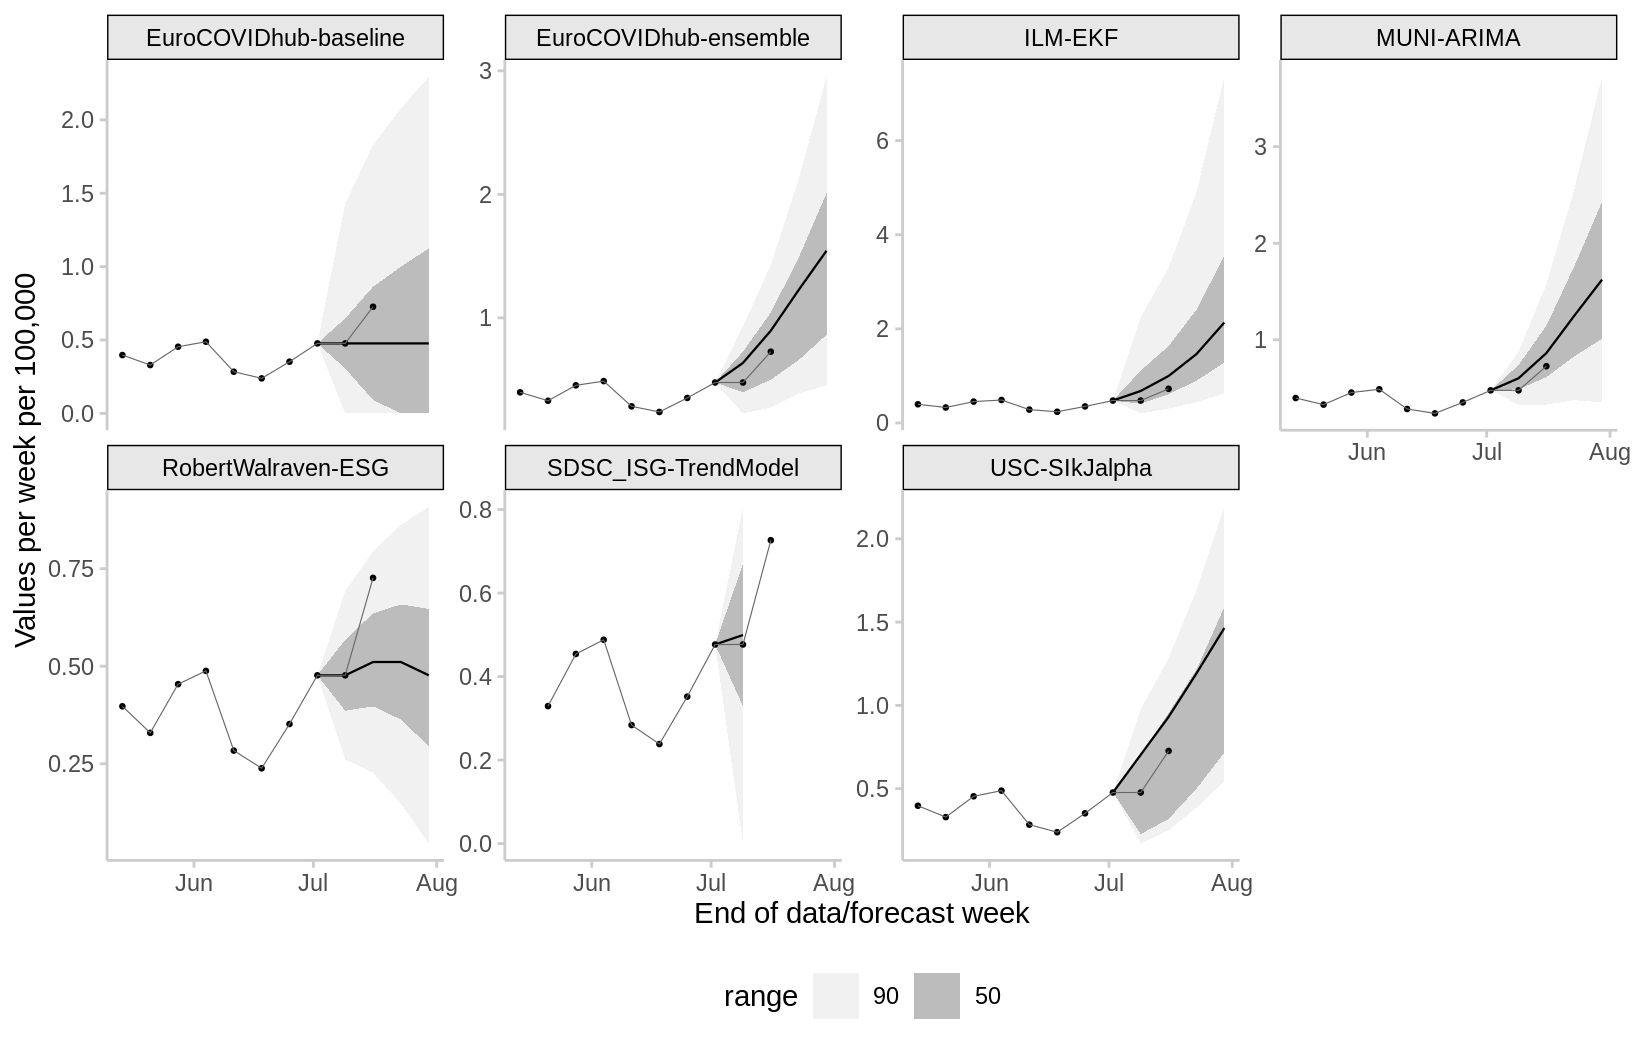 EuroCOVIDhub-baseline
EuroCOVIDhub-ensemble
ILM-EKF
MUNI-ARIMA
2.0
1.5
1.0
0.5
0.0
3
2
1
6
4
2
0
3
2
1
Jun Jul Aug
RobertWalraven-ESG
SDSC_ISG-TrendModel
USC-SIkJalpha
0.75
0.50
0.25
0.8
0.6
0.4
0.2
0.0
2.0
1.5
1.0
0.5
Jun Jul Aug
Jun Jul Aug
Jun Jul Aug
Values per week per 100,000
End of data/forecast week
range 90 50